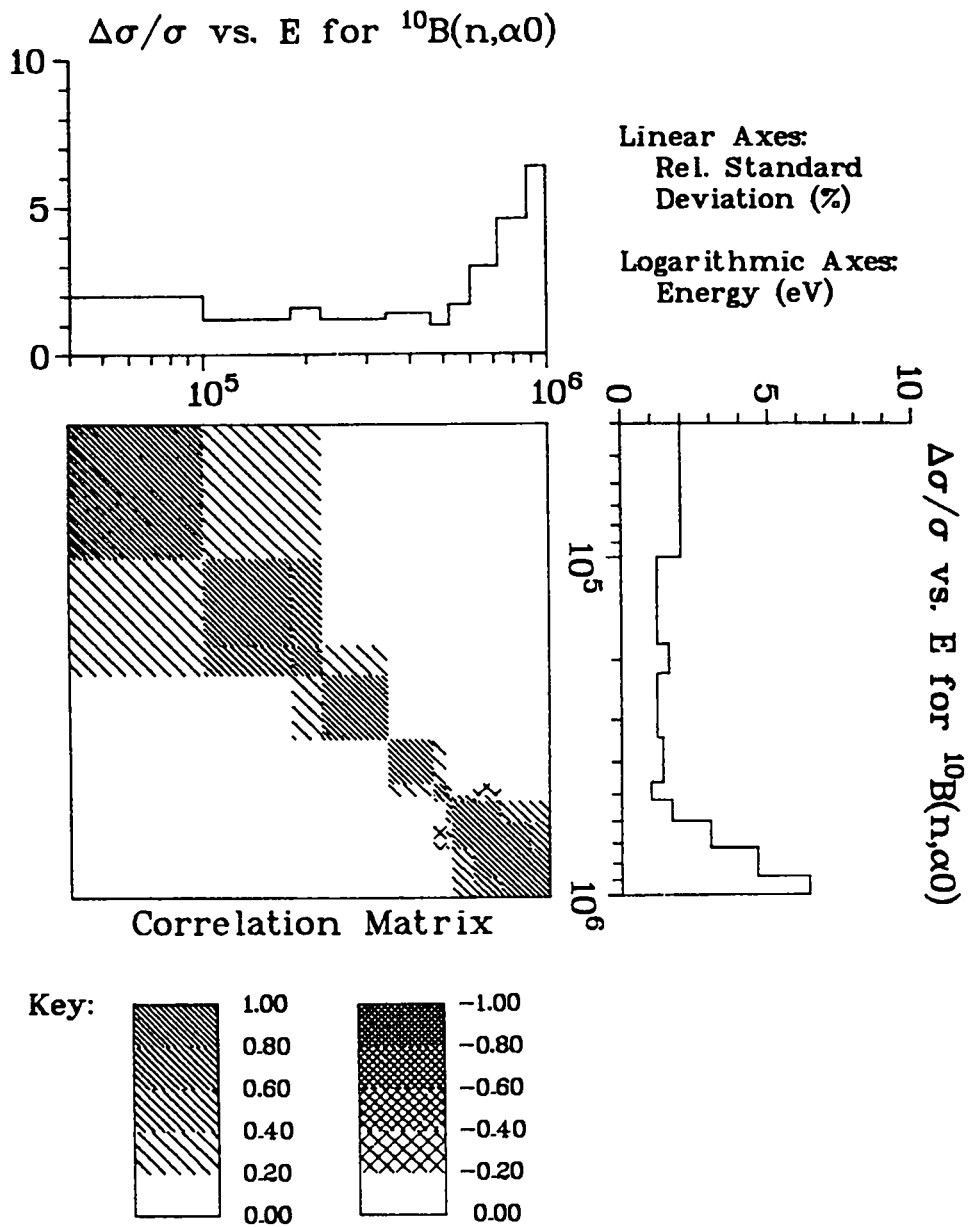 Δσ/σ vs. E for ¹⁰B(n,α0)
10
5
0
10⁵
10⁶
Linear Axes:
Rel. Standard
Deviation (%)
Logarithmic Axes:
Energy (eV)
0
5
10
10⁵
10⁶
Δσ/σ vs. E for ¹⁰B(n,α0)
Correlation Matrix
Key:
1.00
0.80
0.60
0.40
0.20
0.00
-1.00
-0.80
-0.60
-0.40
-0.20
0.00